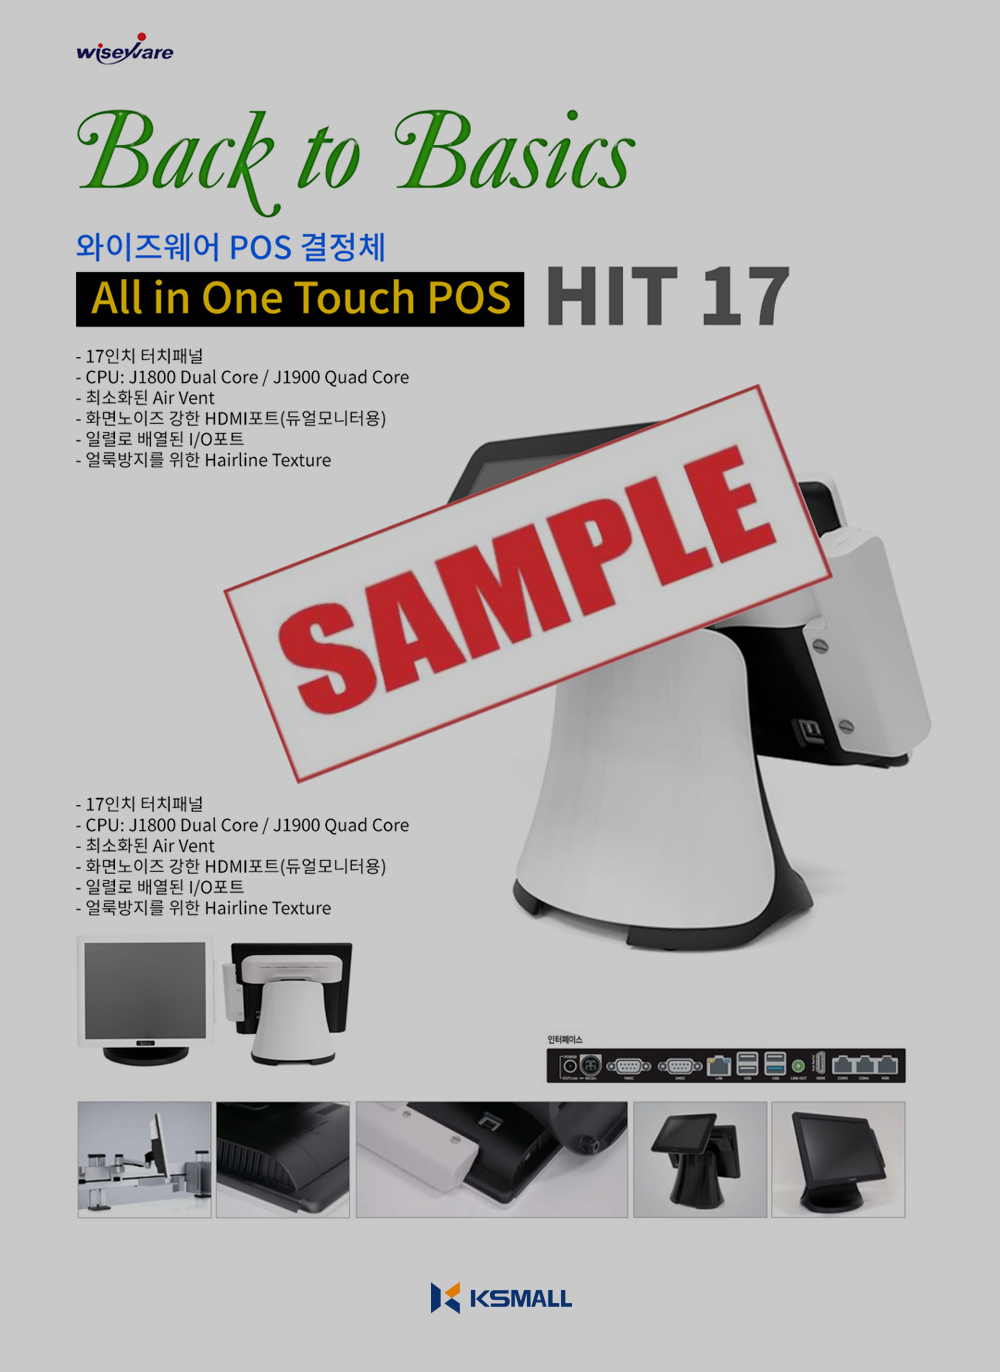 wiseware
Back to Basics
와이즈웨어 POS 결정체
All in One Touch POS
HIT 17
- 17인치 터치패널
- CPU: J1800 Dual Core / J1900 Quad Core
- 최소화된 Air Vent
- 화면노이즈 강한 HDMI포트(듀얼모니터용)
- 일렬로 배열된 I/O포트
- 얼룩방지를 위한 Hairline Texture
SAMPLE
- 17인치 터치패널
- CPU: J1800 Dual Core / J1900 Quad Core
- 최소화된 Air Vent
- 화면노이즈 강한 HDMI포트(듀얼모니터용)
- 일렬로 배열된 I/O포트
- 얼룩방지를 위한 Hairline Texture
인터페이스
POWER
LAN
USB
USB
LINE-OUT
HDMI
KSMALL